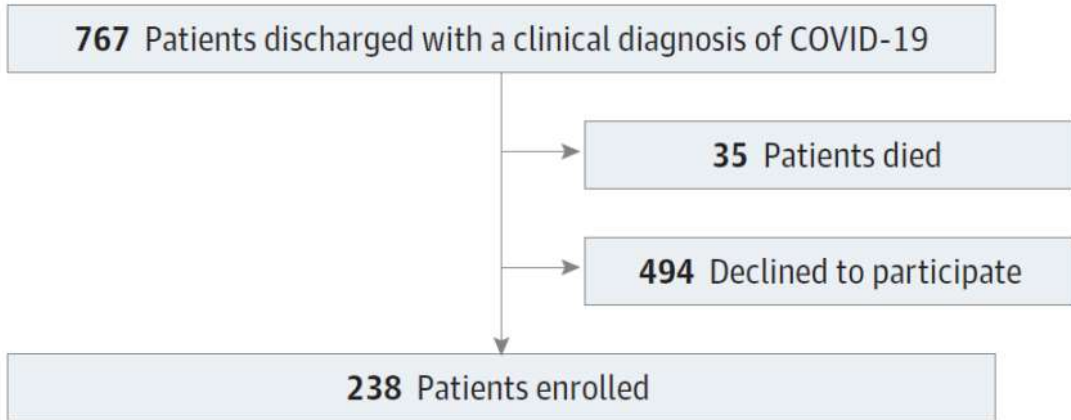 767 Patients discharged with a clinical diagnosis of COVID-19
35 Patients died
494 Declined to participate
238 Patients enrolled